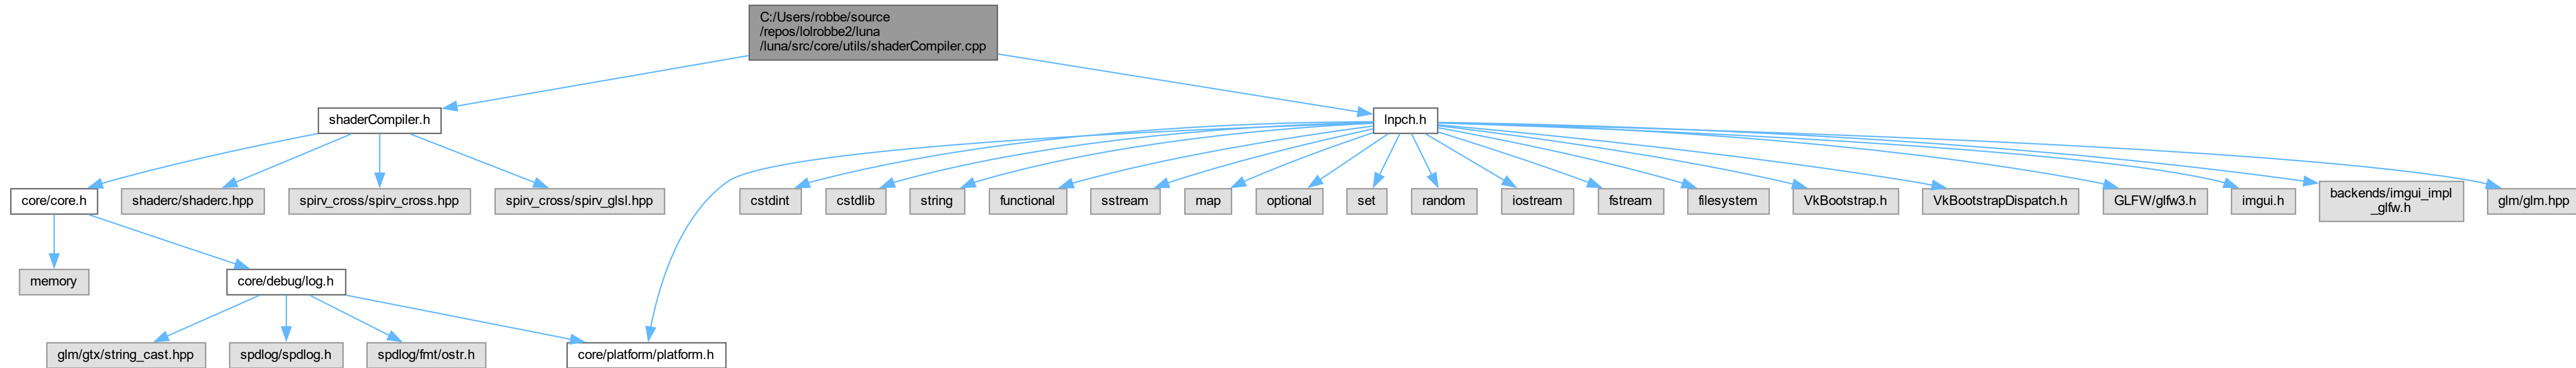 C:/Users/robbe/source
/repos/lolrobbe2/luna
/luna/src/core/utils/shaderCompiler.cpp
shaderCompiler.h
lnpch.h
core/core.h
shaderc/shaderc.hpp
spirv_cross/spirv_cross.hpp
spirv_cross/spirv_glsl.hpp
cstdint
cstdlib
string
functional
sstream
map
optional
set
random
iostream
fstream
filesystem
VkBootstrap.h
VkBootstrapDispatch.h
GLFW/glfw3.h
imgui.h
backends/imgui_impl
_glfw.h
glm/glm.hpp
memory
core/debug/log.h
glm/gtx/string_cast.hpp
spdlog/spdlog.h
spdlog/fmt/ostr.h
core/platform/platform.h